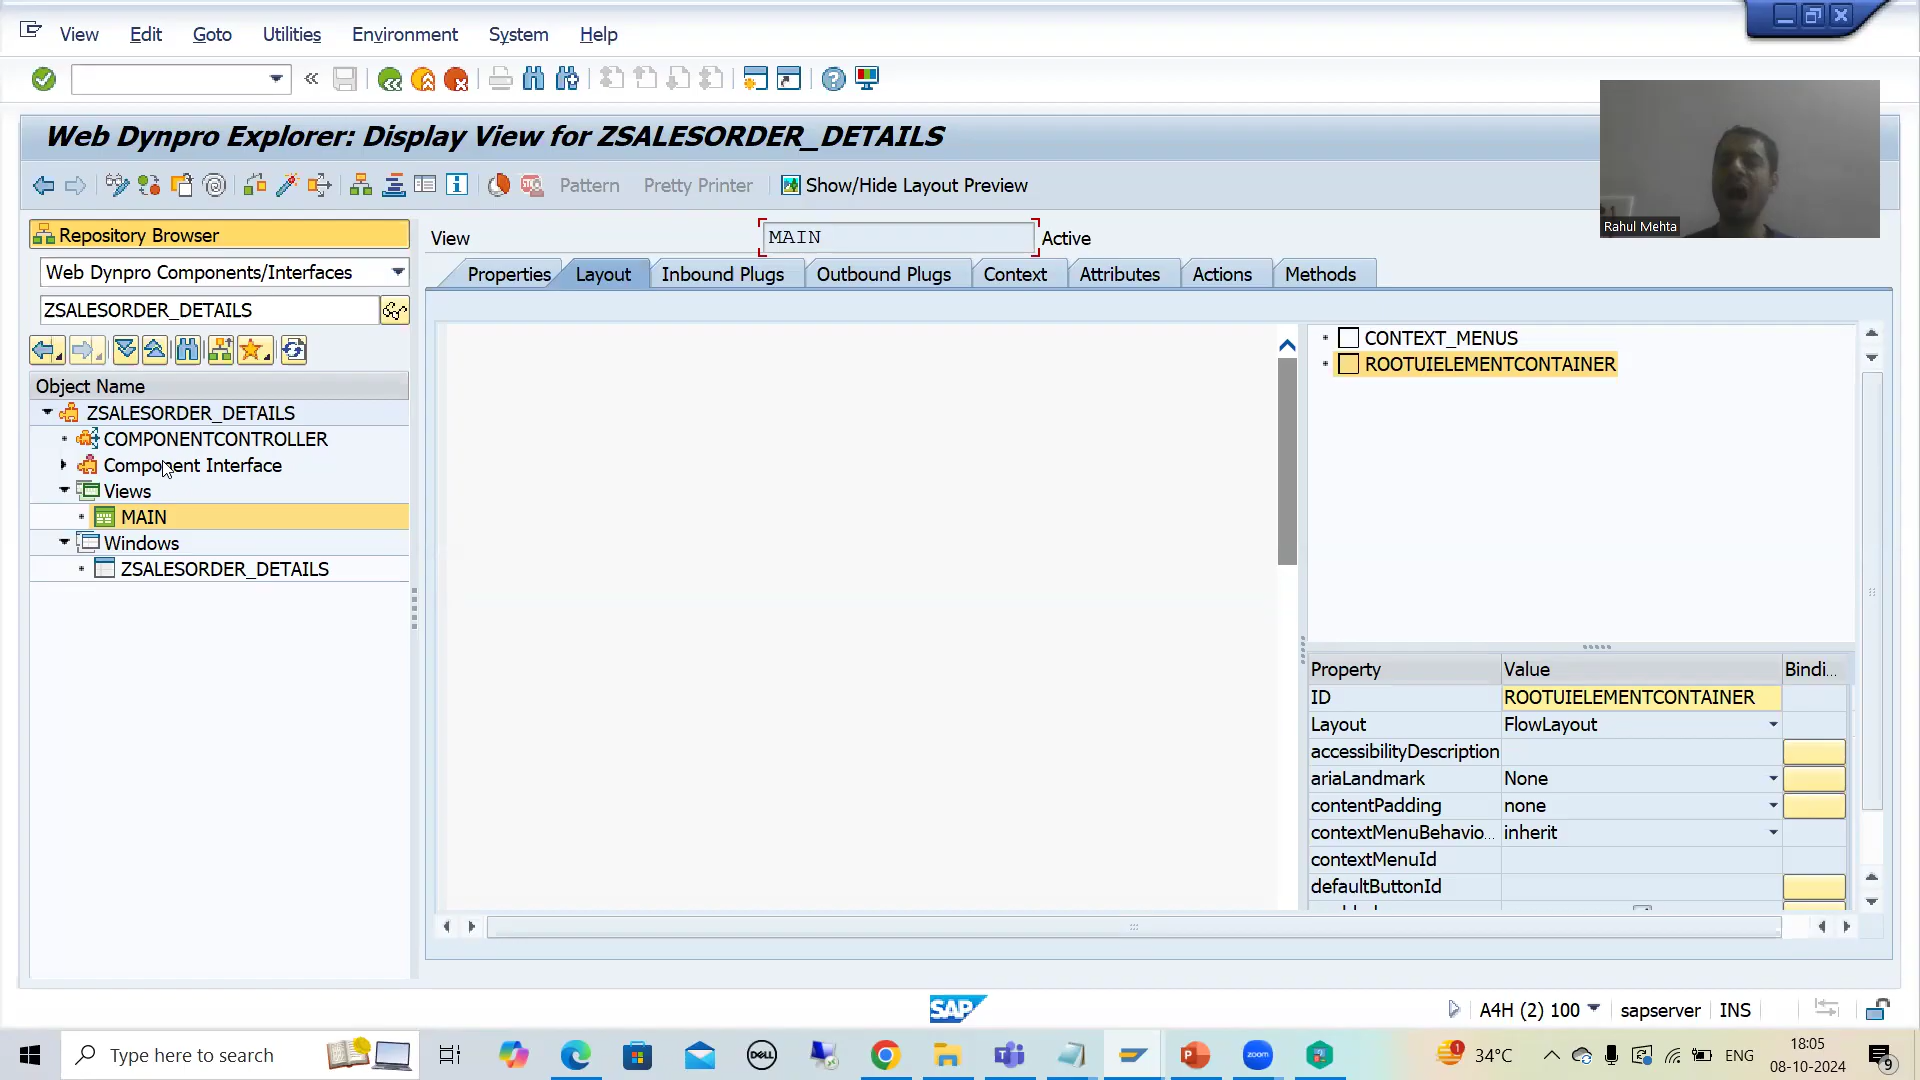 View Edit Goto Utilities Environment System Help
Web Dynpro Explorer: Display View for ZSALESORDER_DETAILS
Pattern Pretty Printer Show/Hide Layout Preview
Rahul Mehta
Repository Browser
Web Dynpro Components/Interfaces
ZSALESORDER_DETAILS
Object Name
ZSALESORDER_DETAILS
COMPONENTCONTROLLER
Component Interface
Views
MAIN
Windows
ZSALESORDER_DETAILS
View MAIN Active
Properties Layout Inbound Plugs Outbound Plugs Context Attributes Actions Methods
CONTEXT_MENUS
ROOTUIELEMENTCONTAINER
Property Value Bindi...
ID ROOTUIELEMENTCONTAINER
Layout FlowLayout
accessibilityDescription
ariaLandmark None
contentPadding none
contextMenuBehavio... inherit
contextMenuId
defaultButtonId
SAP
A4H (2) 100 sapserver INS
Type here to search
DELL
zoom
1
34°C
ENG
18:05
08-10-2024
9